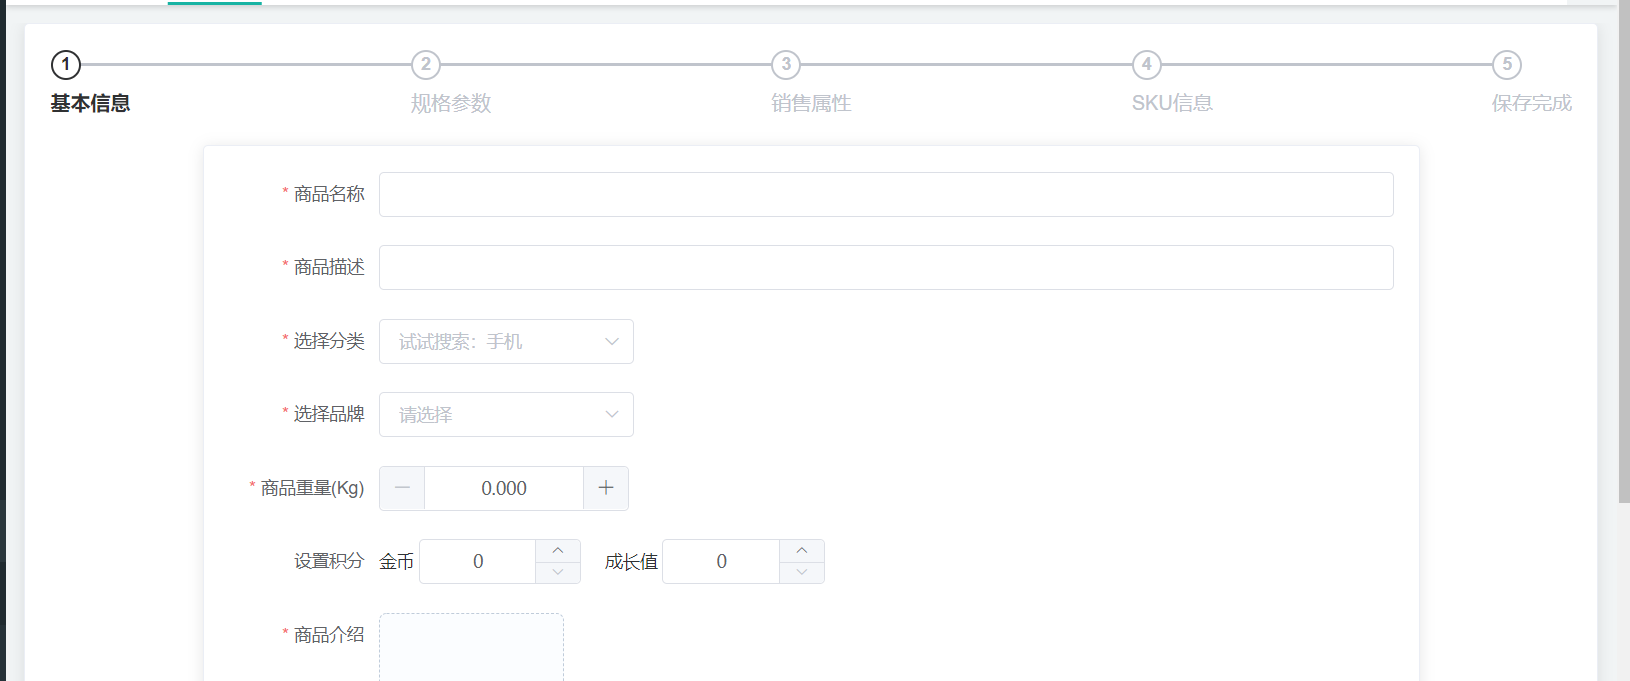 1 2 3 4 5
基本信息 规格参数 销售属性 SKU信息 保存完成
* 商品名称
* 商品描述
* 选择分类 试试搜索：手机
* 选择品牌 请选择
* 商品重量(Kg) 0.000
设置积分 金币 0 成长值 0
* 商品介绍